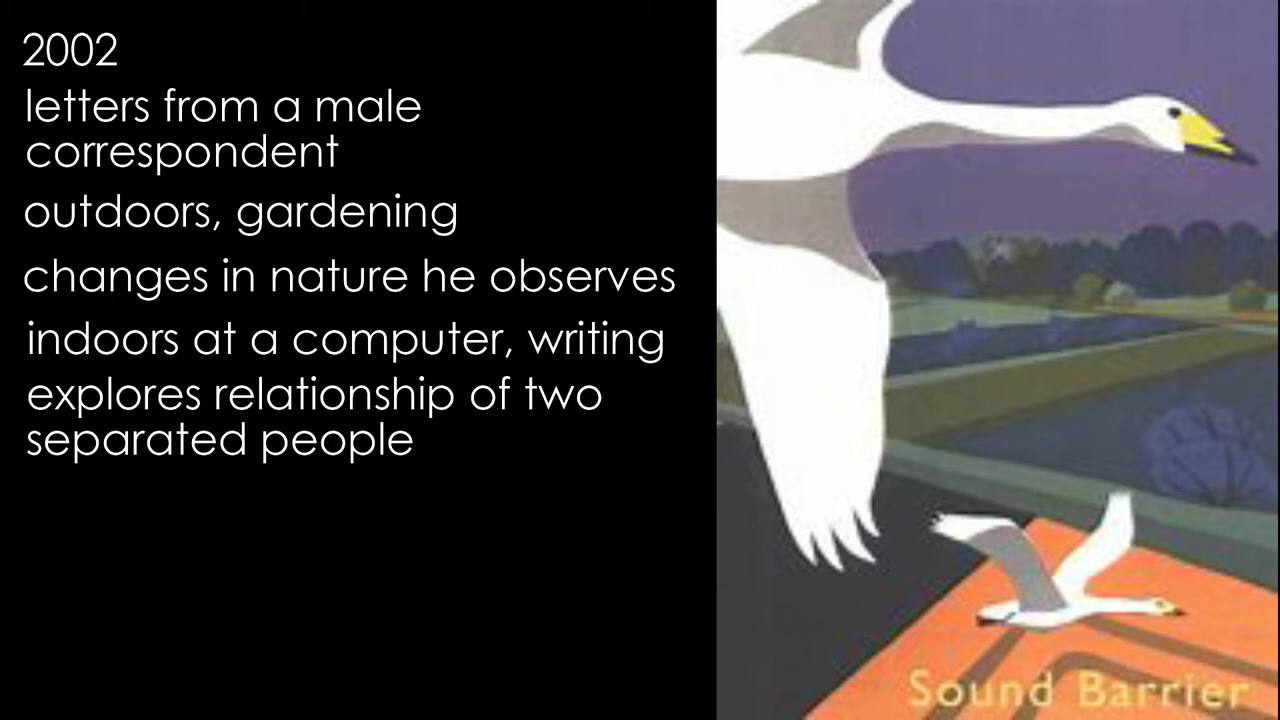 2002
letters from a male
correspondent
outdoors, gardening
changes in nature he observes
indoors at a computer, writing
explores relationship of two
separated people
Sound Barrier